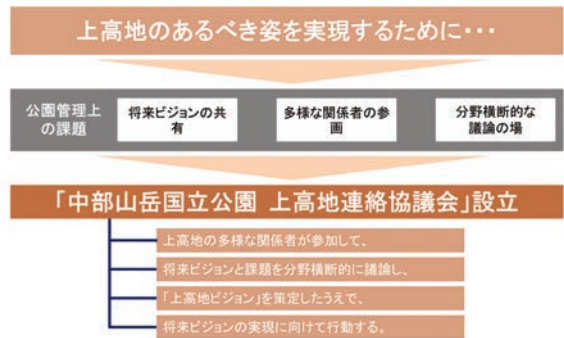 上高地のあるべき姿を実現するために・・・
公園管理上
の課題
将来ビジョンの共
有
多様な関係者の参
画
分野横断的な
議論の場
「中部山岳国立公園 上高地連絡協議会」設立
上高地の多様な関係者が参加して、
将来ビジョンと課題を分野横断的に議論し、
「上高地ビジョン」を策定したうえで、
将来ビジョンの実現に向けて行動する。